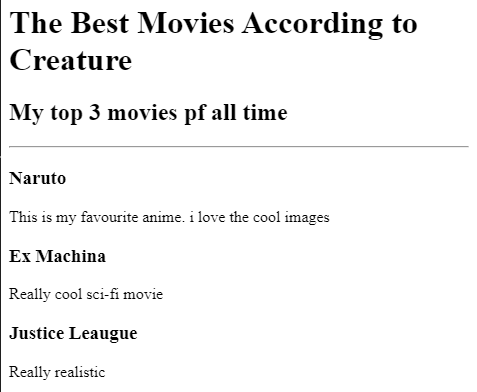 The Best Movies According to
Creature
My top 3 movies pf all time
Naruto
This is my favourite anime. i love the cool images
Ex Machina
Really cool sci-fi movie
Justice Leaugue
Really realistic